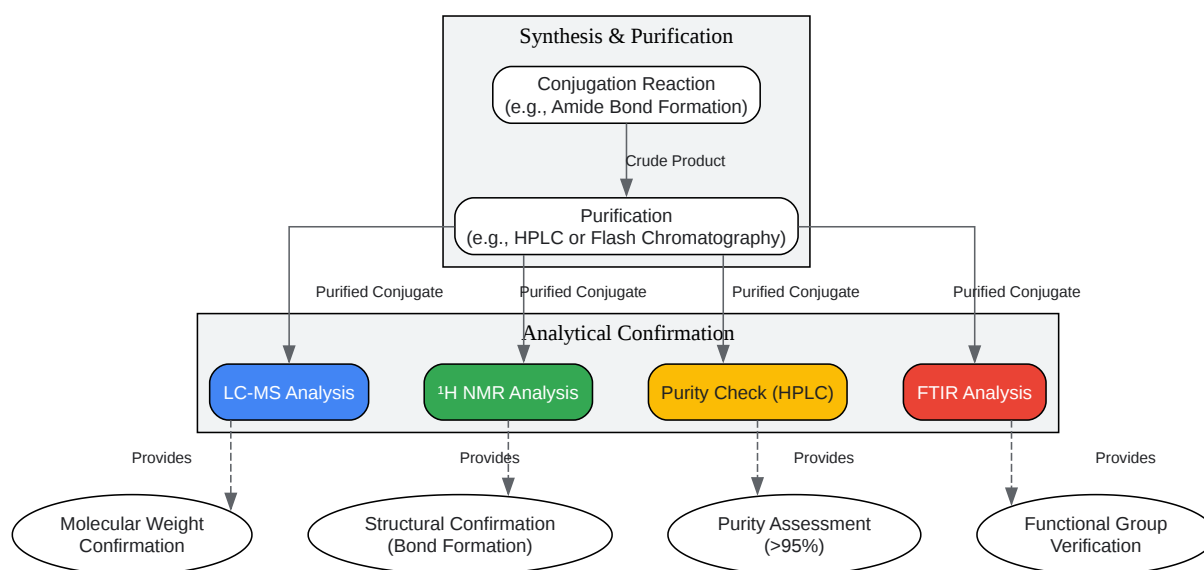 Synthesis & Purification
Conjugation Reaction
(e.g., Amide Bond Formation)
Crude Product
Purification
(e.g., HPLC or Flash Chromatography)
Purified Conjugate
Purified Conjugate
Purified Conjugate
Purified Conjugate
Analytical Confirmation
LC-MS Analysis
¹H NMR Analysis
Purity Check (HPLC)
FTIR Analysis
Provides
Provides
Provides
Provides
Molecular Weight
Confirmation
Structural Confirmation
(Bond Formation)
Purity Assessment
(>95%)
Functional Group
Verification